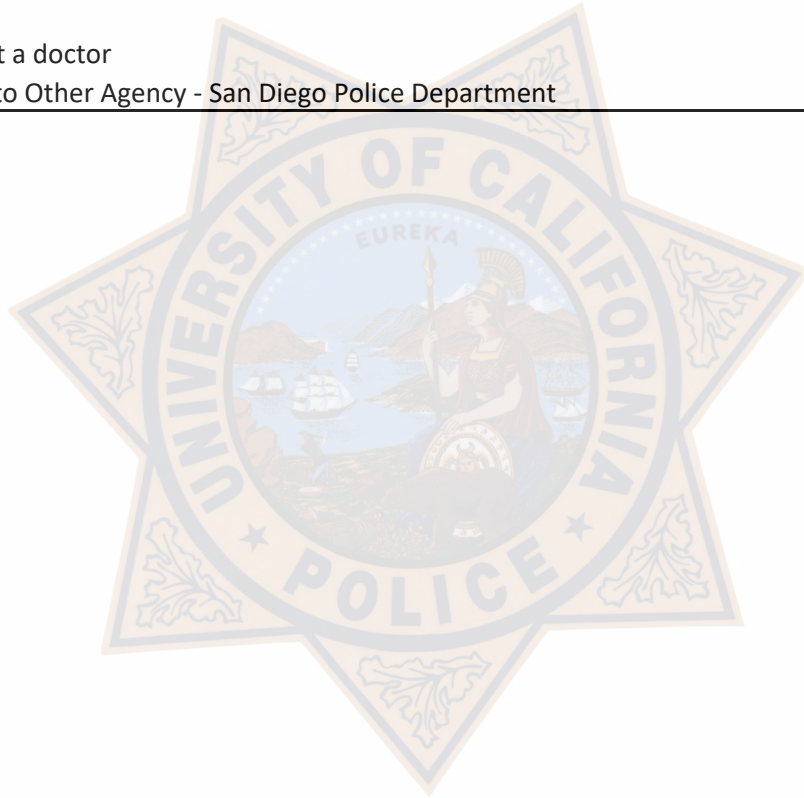 t a doctor
to Other Agency - San Diego Police Department
UNIVERSITY OF CALIFORNIA
EUREKA
POLICE